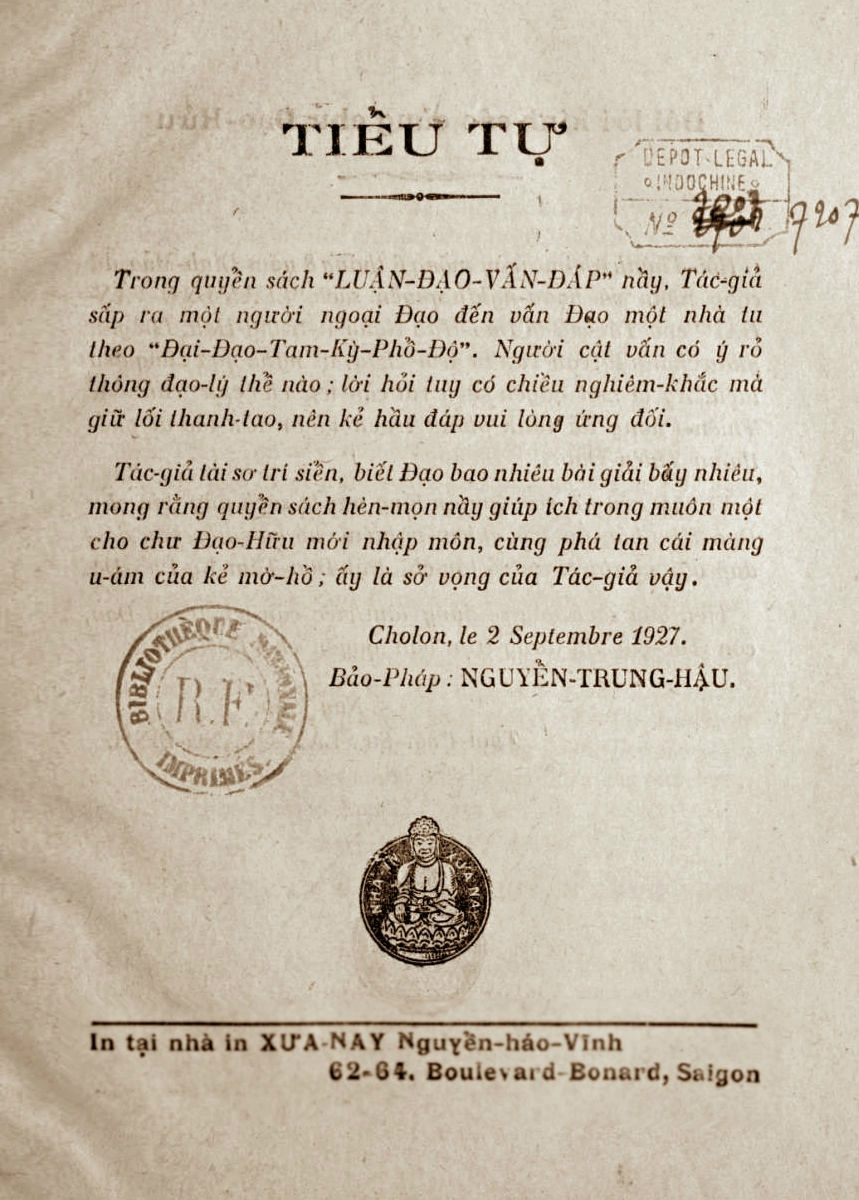 TIỂU TỰ
DEPOT LEGAL
INDOCHINE
Nº
9207
Trong quyển sách “LUẬN-ĐẠO-VẤN-ĐÁP“ nầy, Tác-giả
sắp ra một người ngoại Đạo đến vấn Đạo một nhà tu
theo “Đại-Đạo-Tam-Kỳ-Phổ-Độ”. Người cật vấn có ý rỏ
thông đạo-lý thể nào ; lời hỏi tuy có chiều nghiêm-khắc mà
giữ lối thanh-tao, nên kẻ hầu đáp vui lòng ứng đối.
Tác-giả tài sơ trí siển, biết Đạo bao nhiêu bài giải bấy nhiêu,
mong rằng quyển sách hèn-mọn nầy giúp ích trong muôn một
cho chư Đạo-Hữu mới nhập môn, cùng phá tan cái màng
u-ám của kẻ mờ-hồ ; ấy là sở vọng của Tác-giả vậy.
Cholon, le 2 Septembre 1927.
Bảo-Pháp : NGUYỄN-TRUNG-HẬU.
BIBLIOTHÈQUE NATIONALE
R.F.
IMPRIMÉS
NHÀ IN XƯA NAY
In tại nhà in XƯA-NAY Nguyễn-háo-Vĩnh
62-64. Boulevard Bonard, Saigon